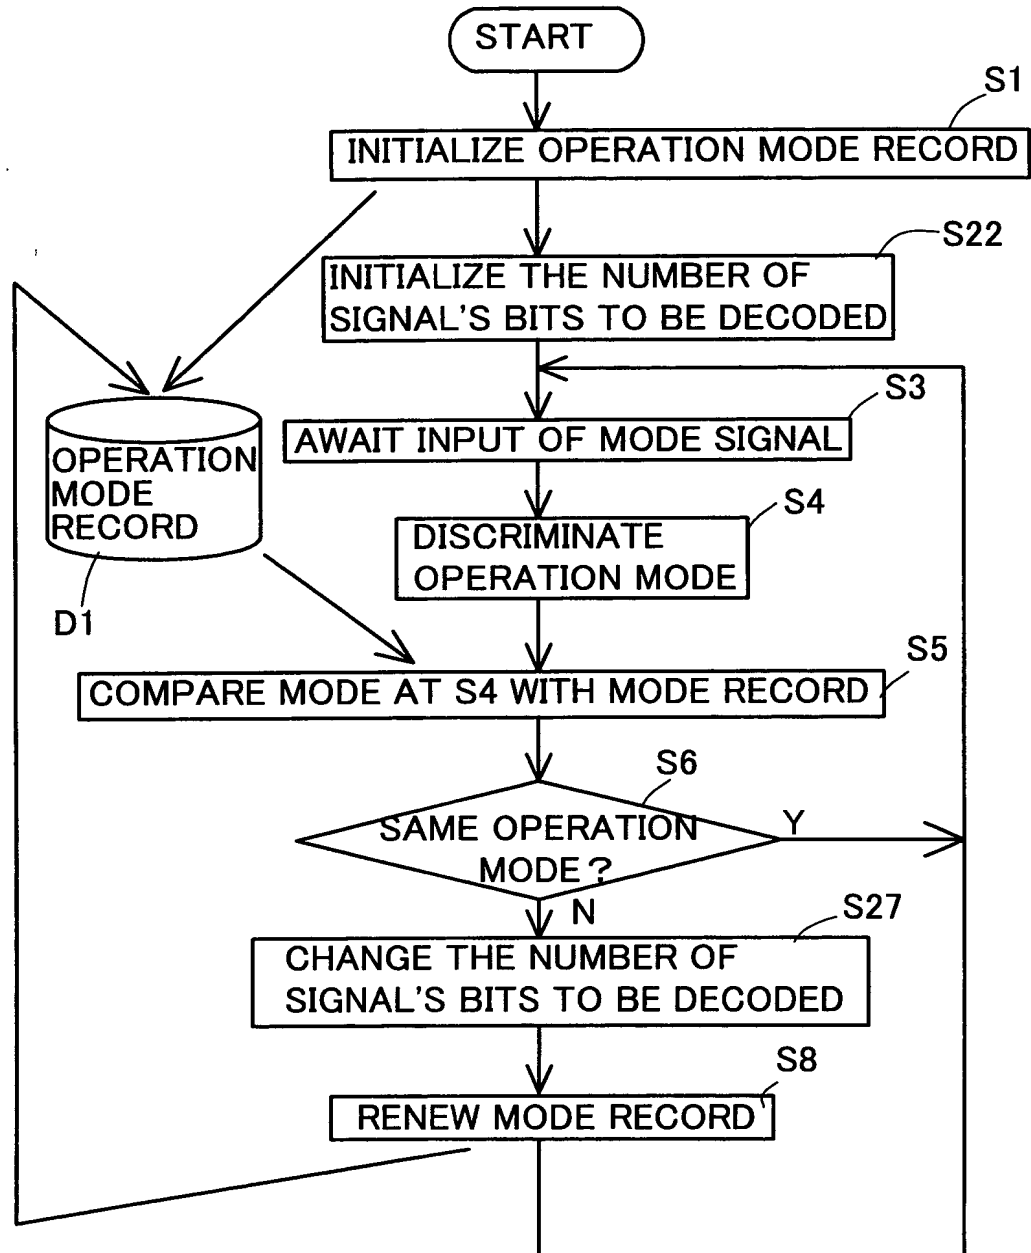 START
S1
INITIALIZE OPERATION MODE RECORD
S22
INITIALIZE THE NUMBER OF
SIGNAL'S BITS TO BE DECODED
S3
AWAIT INPUT OF MODE SIGNAL
OPERATION
MODE
RECORD
D1
S4
DISCRIMINATE
OPERATION MODE
S5
COMPARE MODE AT S4 WITH MODE RECORD
S6
SAME OPERATION
MODE?
Y
N
S27
CHANGE THE NUMBER OF
SIGNAL'S BITS TO BE DECODED
S8
RENEW MODE RECORD